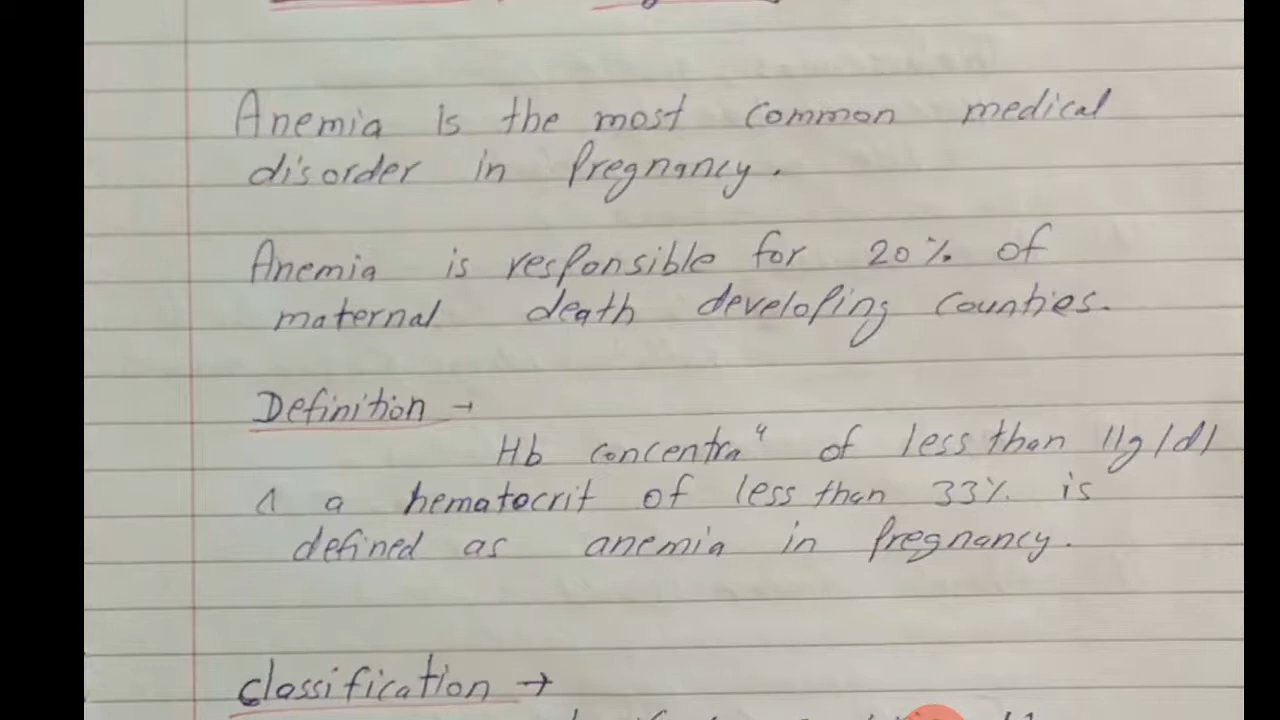 Anemia is the most common medical
disorder in Pregnancy.
Anemia is responsible for 20% of
maternal death developing counties.
Definition →
Hb concentraⁿ of less than 11g/dl
a hematocrit of less than 33% is
defined as anemia in Pregnancy.
classification →